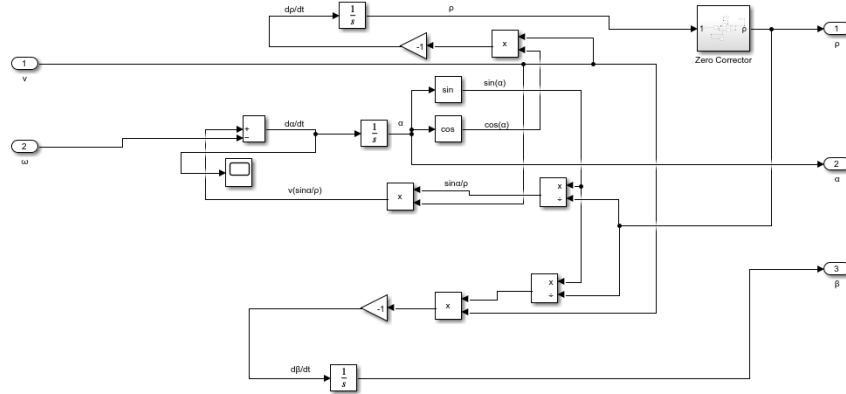 dρ/dt
1
s
ρ
-1
x
1
ρ
Zero Corrector
1
ρ
1
v
sin
sin(α)
+
−
dα/dt
1
s
α
cos
cos(α)
2
ω
2
α
v(sinα/ρ)
x
sinα/ρ
x
÷
3
β
x
÷
-1
x
dβ/dt
1
s